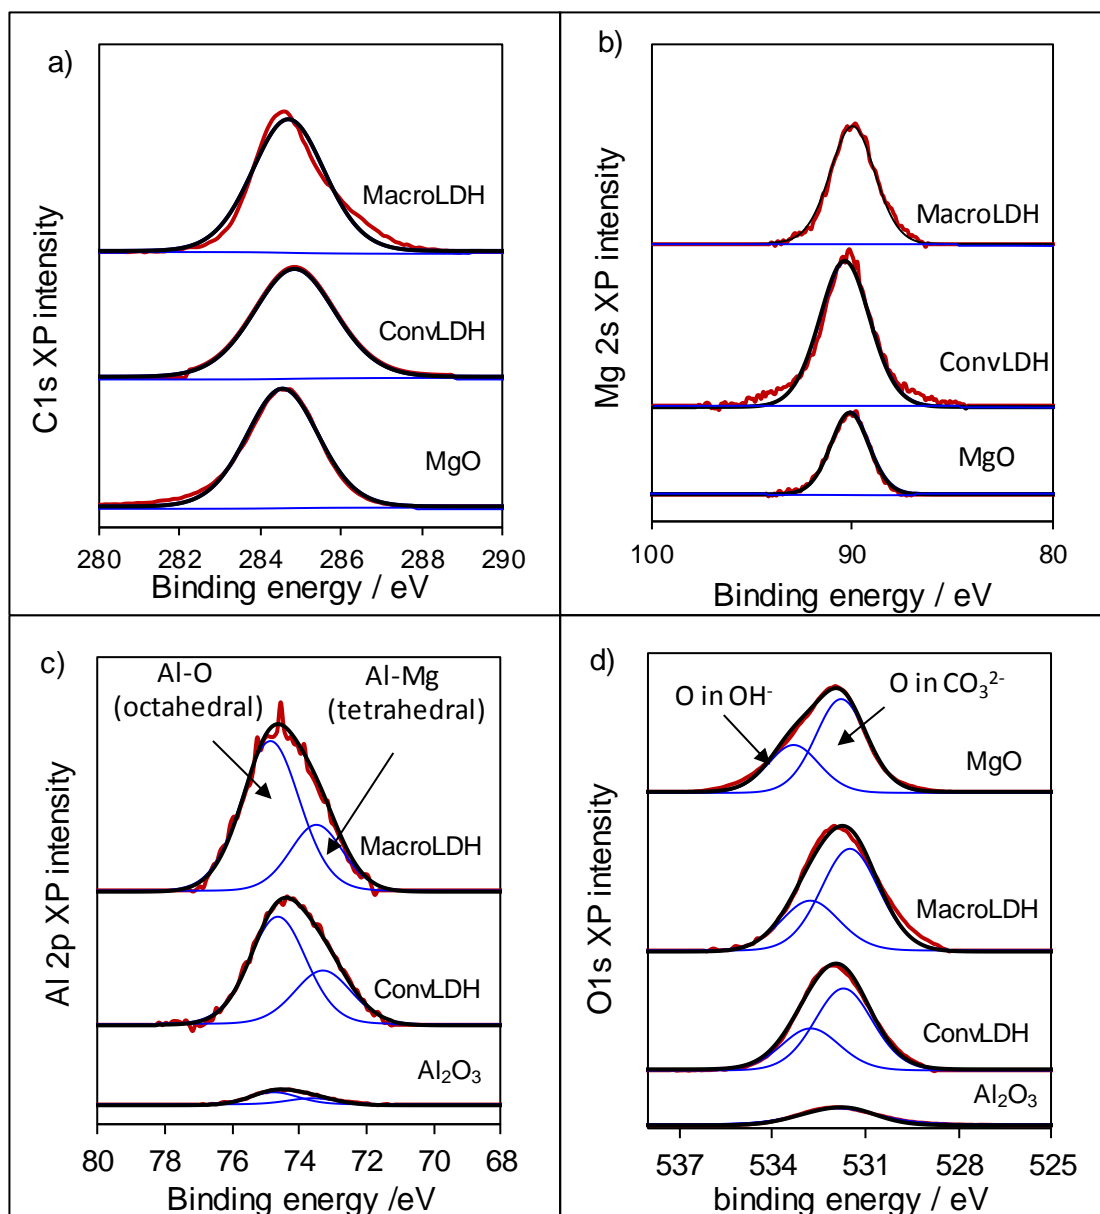 a)
C1s XP intensity
MacroLDH
ConvLDH
MgO
280 282 284 286 288 290
Binding energy / eV
b)
Mg 2s XP intensity
MacroLDH
ConvLDH
MgO
100 90 80
Binding energy / eV
c)
Al 2p XP intensity
Al-O
(octahedral)
Al-Mg
(tetrahedral)
MacroLDH
ConvLDH
Al₂O₃
80 78 76 74 72 70 68
Binding energy /eV
d)
O1s XP intensity
O in OH⁻
O in CO₃²⁻
MgO
MacroLDH
ConvLDH
Al₂O₃
537 534 531 528 525
binding energy / eV